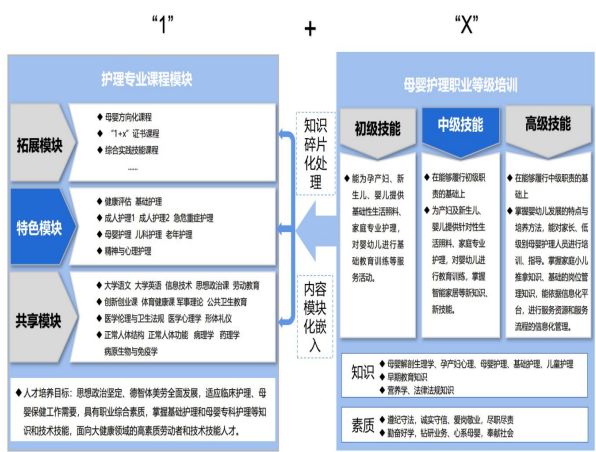 “1”
+
“X”
护理专业课程模块
拓展模块
◆ 母婴方向化课程
◆ “1+x”证书课程
◆ 综合实践技能课程
……
特色模块
◆ 健康评估 基础护理
◆ 成人护理1 成人护理2 急危重症护理
◆ 母婴护理 儿科护理 老年护理
◆ 精神与心理护理
共享模块
◆ 大学语文 大学英语 信息技术 思想政治课 劳动教育
◆ 创新创业课 体育健康课 军事理论 公共卫生教育
◆ 医学伦理与卫生法规 医学心理学 形体礼仪
◆ 正常人体结构 正常人体功能 病理学 药理学
病原生物与免疫学
◆ 人才培养目标：思想政治坚定、德智体美劳全面发展，适应临床护理、母
婴保健工作需要，具有职业综合素质，掌握基础护理和母婴专科护理等知
识和技术技能，面向大健康领域的高素质劳动者和技术技能人才。
知识
碎片
化处
理
内容
模块
化嵌
入
母婴护理职业等级培训
初级技能
◆ 能为孕产妇、新
生儿、婴儿提供
基础性生活照料、
家庭专业护理，
对婴幼儿进行基
础教育训练等服
务活动。
中级技能
◆ 在能够履行初级职
责的基础上
◆ 为产妇及新生儿、
婴儿提供针对性生
活照料、家庭专业
护理，对婴幼儿进
行教育训练，掌握
智能家居等新知识、
新技能。
高级技能
◆ 在能够履行中级职责的基
础上
◆ 掌握婴幼儿发展的特点与
培养方法，能对家长、低
级别母婴护理人员进行培
训、指导。掌握家庭小儿
推拿知识、基础的岗位管
理知识，能依据信息化平
台，进行服务资源和服务
流程的信息化管理。
知识
◆ 母婴解剖生理学、孕产妇心理、母婴护理、基础护理、儿童护理
◆ 早期教育知识
◆ 营养学、法律法规知识
素质
◆ 遵纪守法，诚实守信、爱岗敬业，尽职尽责
◆ 勤奋好学，钻研业务、心系母婴，奉献社会